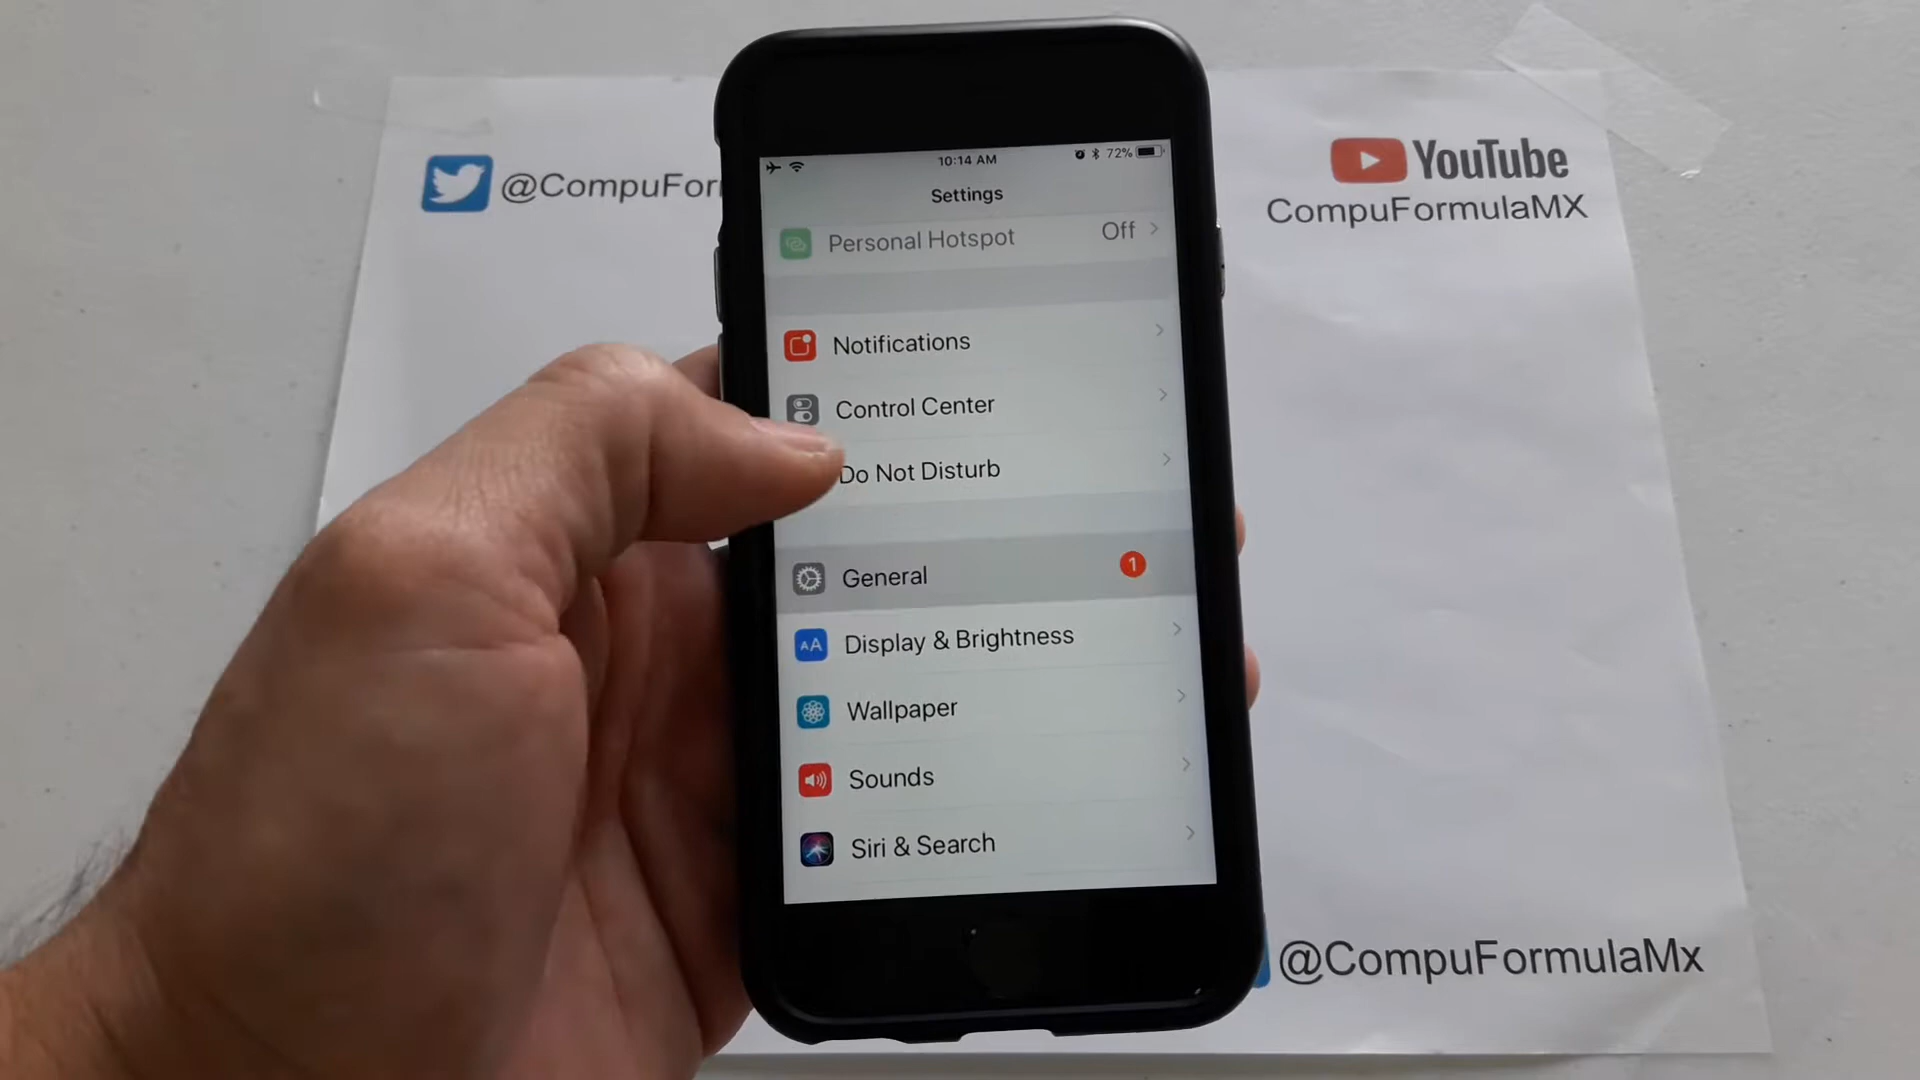 @CompuFor
YouTube
CompuFormulaMX
10:14 AM
72%
Settings
Personal Hotspot Off
Notifications
Control Center
Do Not Disturb
General 1
AA Display & Brightness
Wallpaper
Sounds
Siri & Search
@CompuFormulaMx